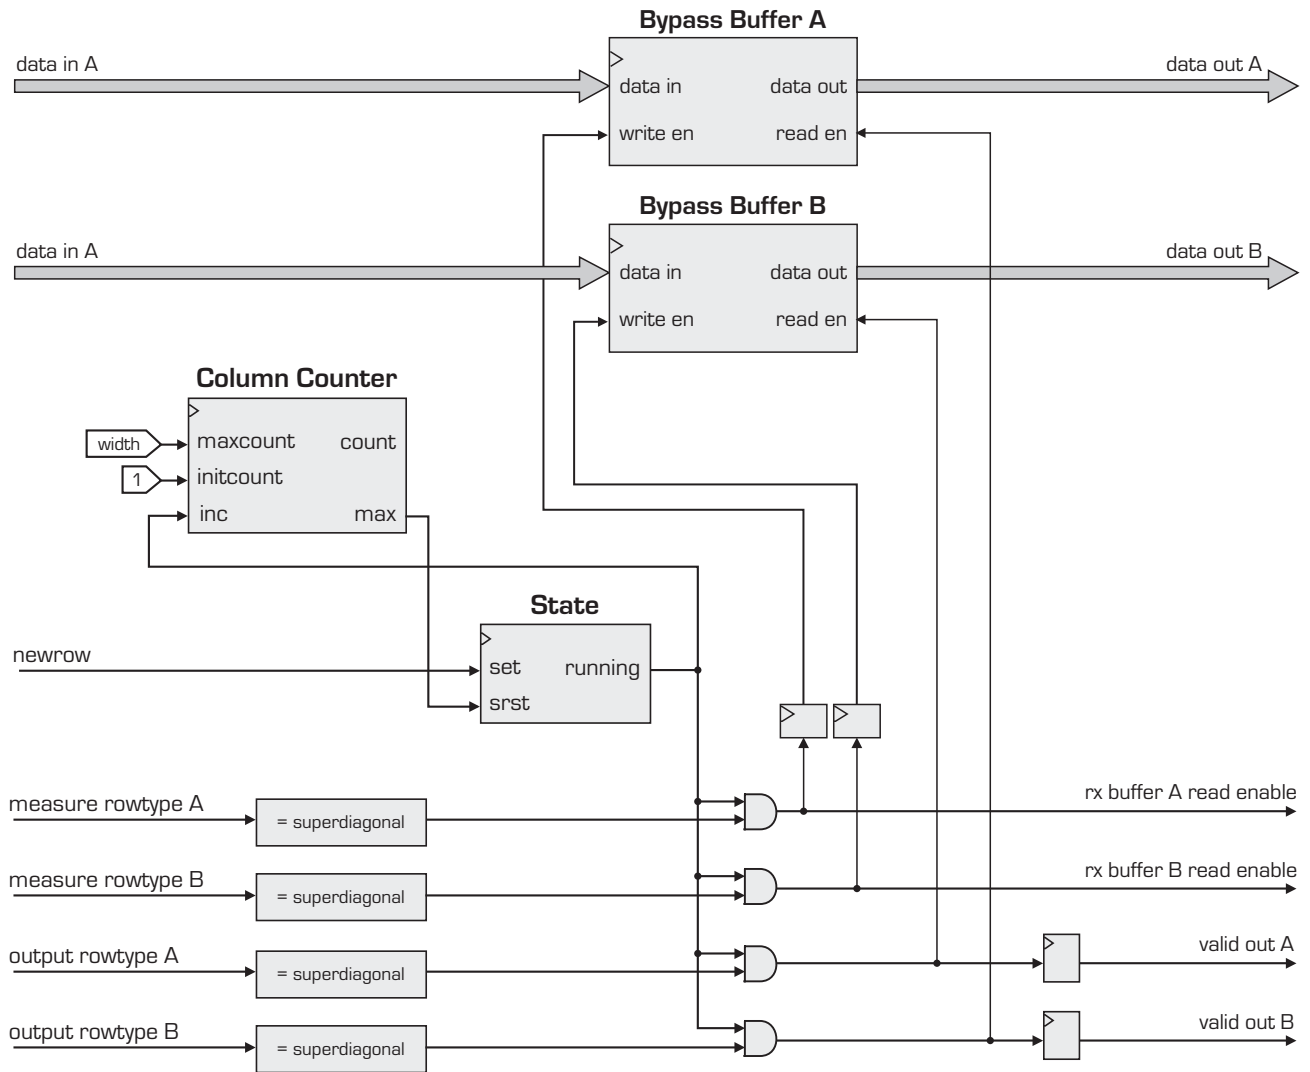 Bypass Buffer A
data in A
data out A
data in
data out
write en
read en
Bypass Buffer B
data in A
data out B
data in
data out
write en
read en
Column Counter
width
maxcount
count
1
initcount
inc
max
State
newrow
set
running
srst
measure rowtype A
= superdiagonal
rx buffer A read enable
measure rowtype B
= superdiagonal
rx buffer B read enable
output rowtype A
= superdiagonal
valid out A
output rowtype B
= superdiagonal
valid out B